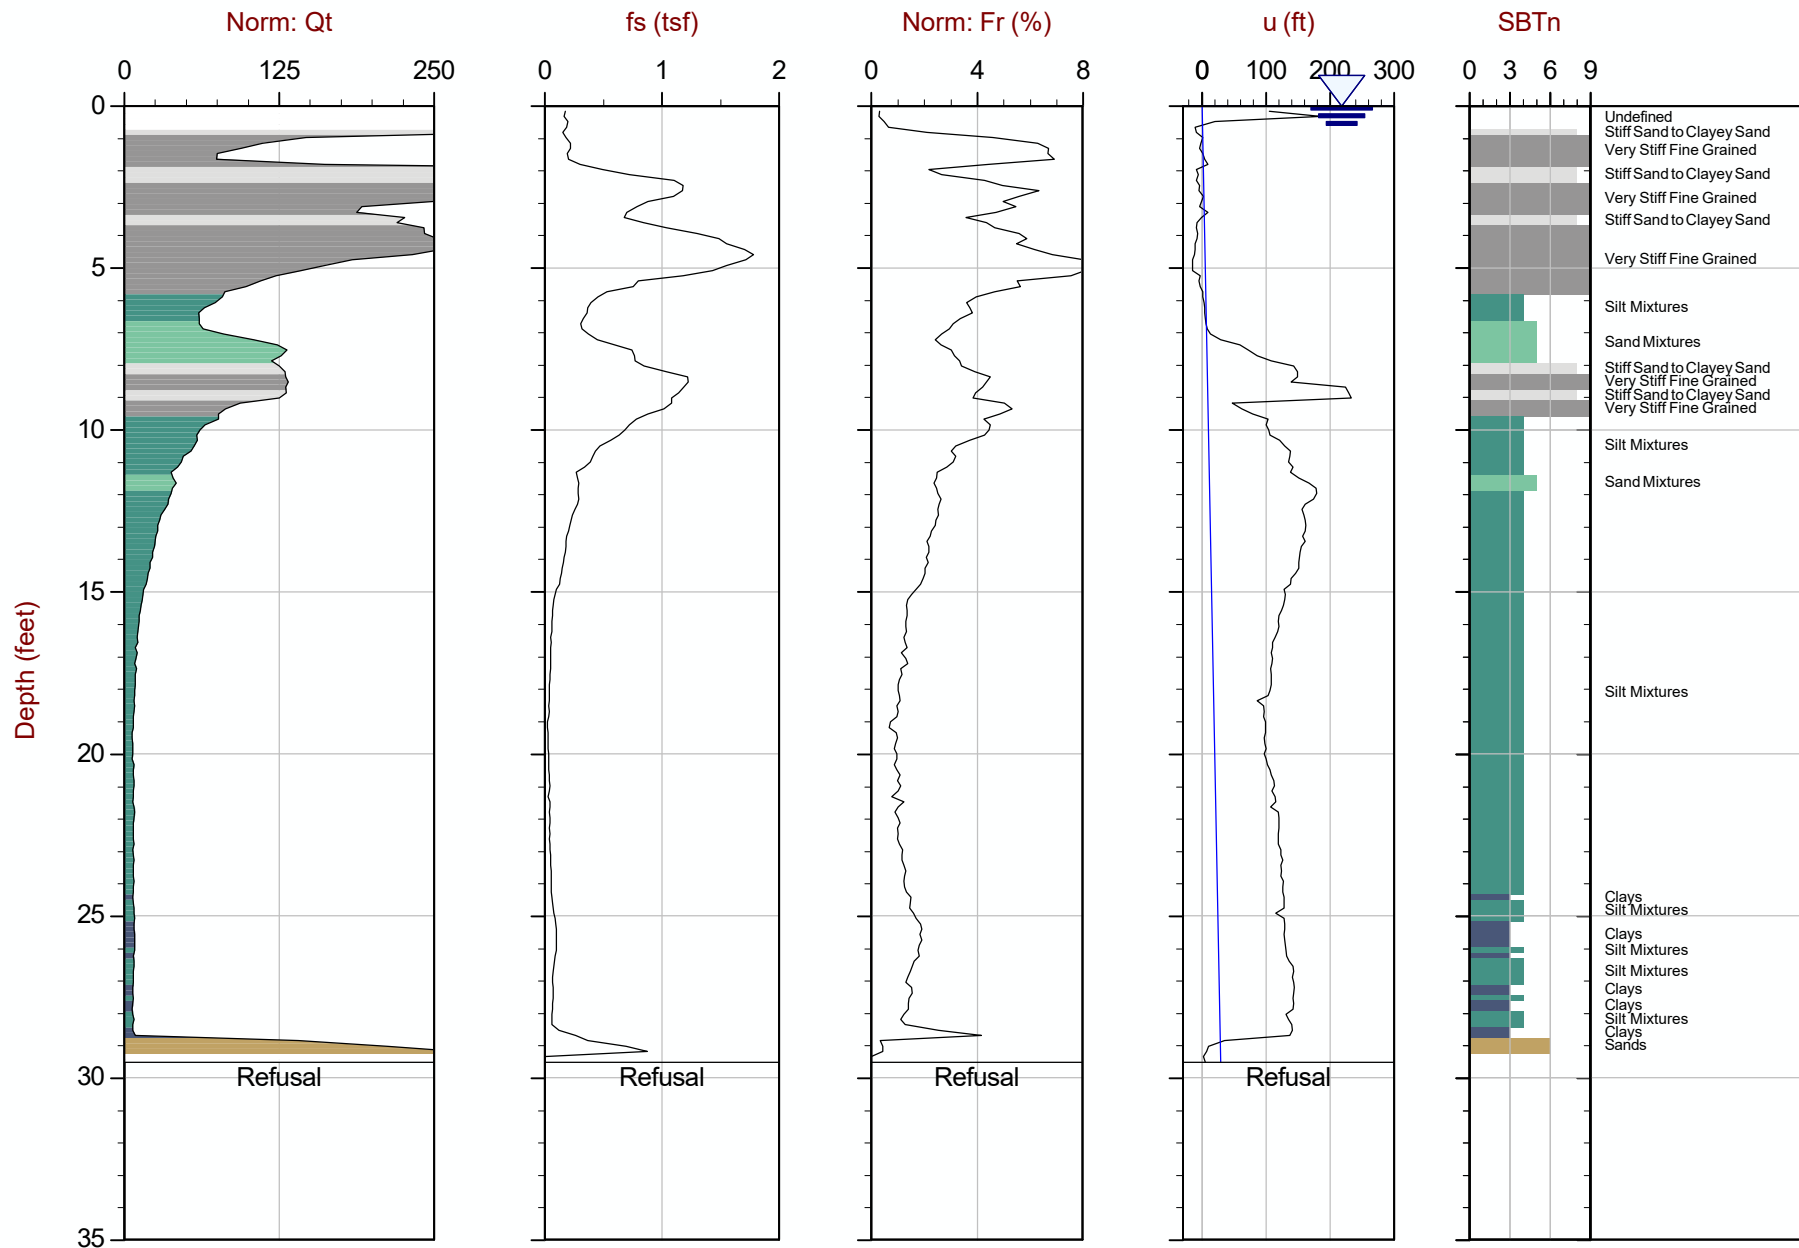 Norm: Qt
fs (tsf)
Norm: Fr (%)
u (ft)
SBTn
0 125 250
0 1 2
0 4 8
0 100 200 300
0 3 6 9
Depth (feet)
0
5
10
15
20
25
30
35
Undefined
Stiff Sand to Clayey Sand
Very Stiff Fine Grained
Stiff Sand to Clayey Sand
Very Stiff Fine Grained
Stiff Sand to Clayey Sand
Very Stiff Fine Grained
Silt Mixtures
Sand Mixtures
Stiff Sand to Clayey Sand
Very Stiff Fine Grained
Stiff Sand to Clayey Sand
Very Stiff Fine Grained
Silt Mixtures
Sand Mixtures
Silt Mixtures
Clays
Silt Mixtures
Clays
Silt Mixtures
Silt Mixtures
Clays
Clays
Silt Mixtures
Clays
Sands
Refusal
Refusal
Refusal
Refusal